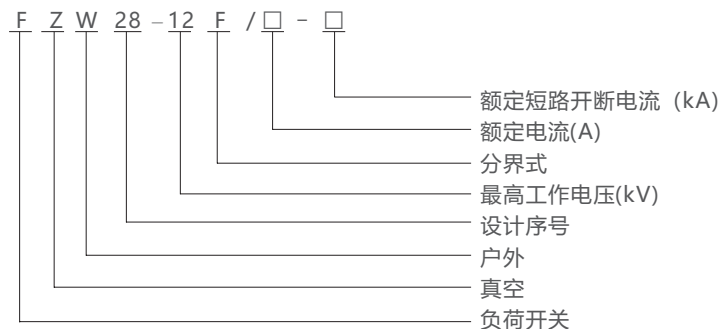 F Z W 28 – 12 F / □ - □
额定短路开断电流 (kA)
额定电流(A)
分界式
最高工作电压(kV)
设计序号
户外
真空
负荷开关